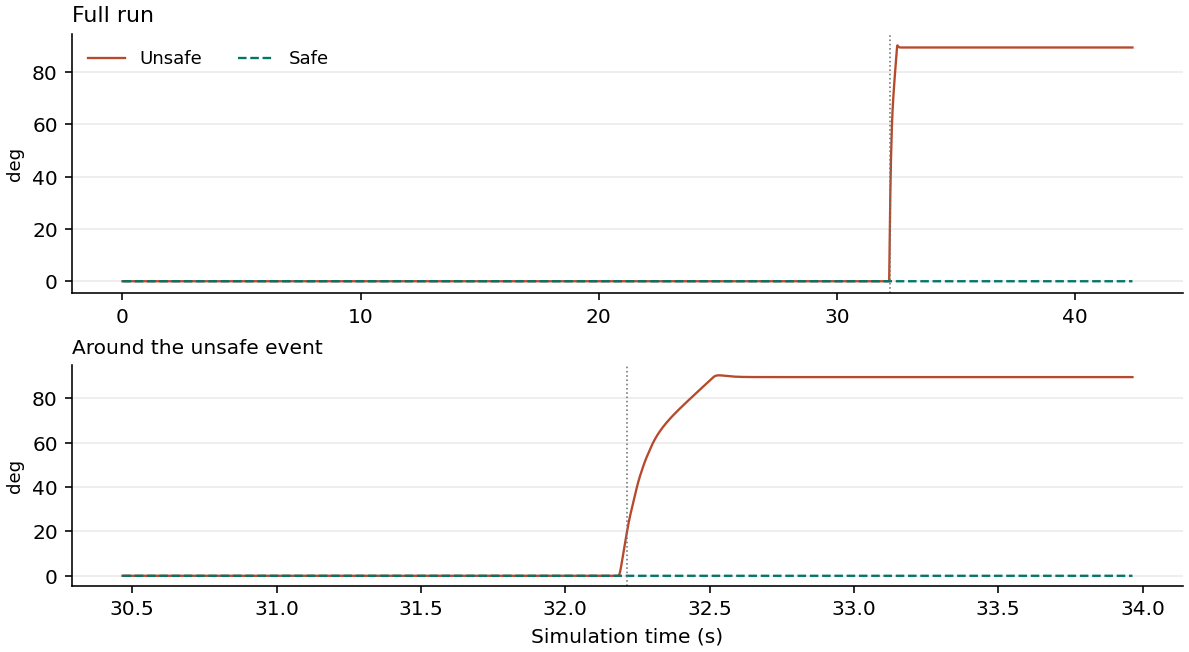 Full run
Unsafe Safe
deg
80
60
40
20
0
0 10 20 30 40
Around the unsafe event
deg
80
60
40
20
0
30.5 31.0 31.5 32.0 32.5 33.0 33.5 34.0
Simulation time (s)